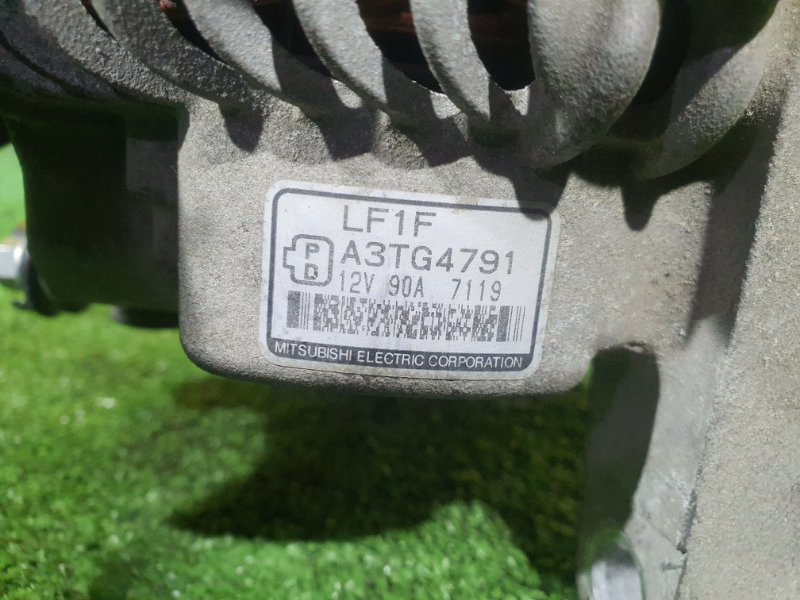 LF1F
A3TG4791
P
D
12V 90A 7119
MITSUBISHI ELECTRIC CORPORATION